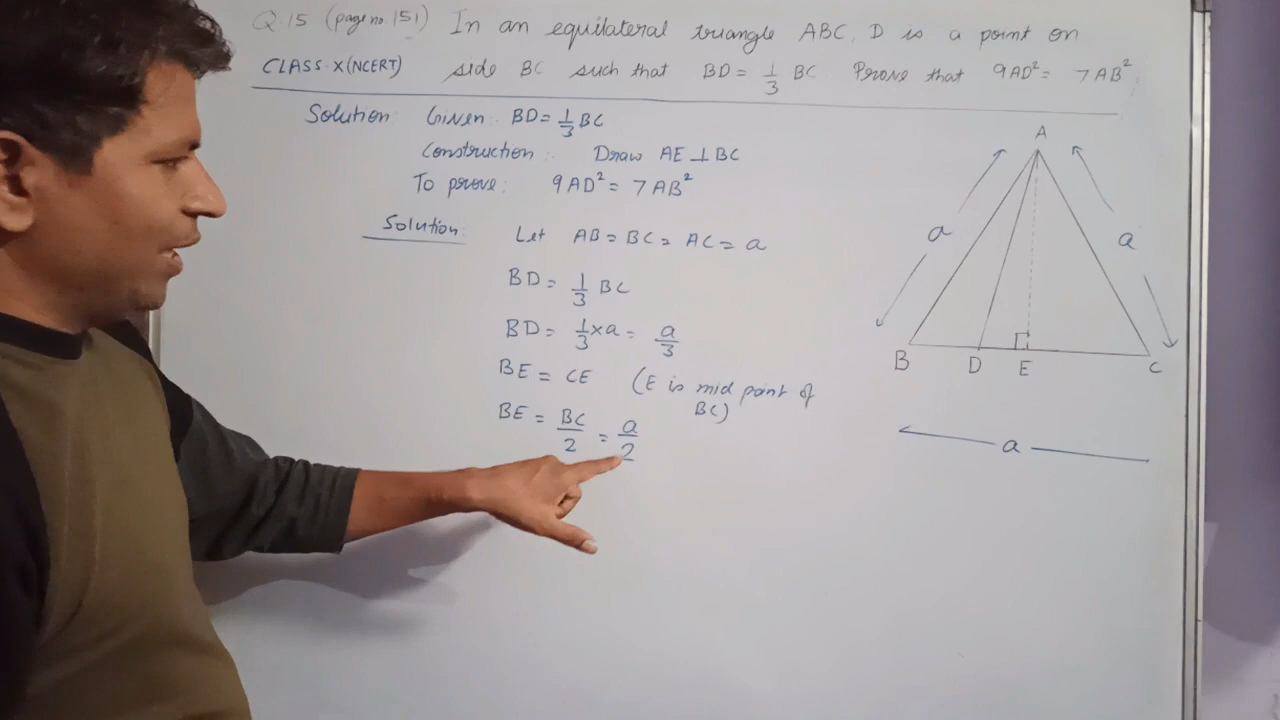 Q.15 (page no. 151) In an equilateral triangle ABC, D is a point on
CLASS-X(NCERT) side BC such that BD = 1/3 BC. Prove that 9AD² = 7AB²
Solution: Given: BD = 1/3 BC
Construction: Draw AE ⊥ BC
To prove: 9AD² = 7AB²
Solution: Let AB = BC = AC = a
BD = 1/3 BC
BD = 1/3 × a = a/3
BE = CE (E is mid point of
BC)
BE = BC/2 = a/2
A
a a
B D E C
a